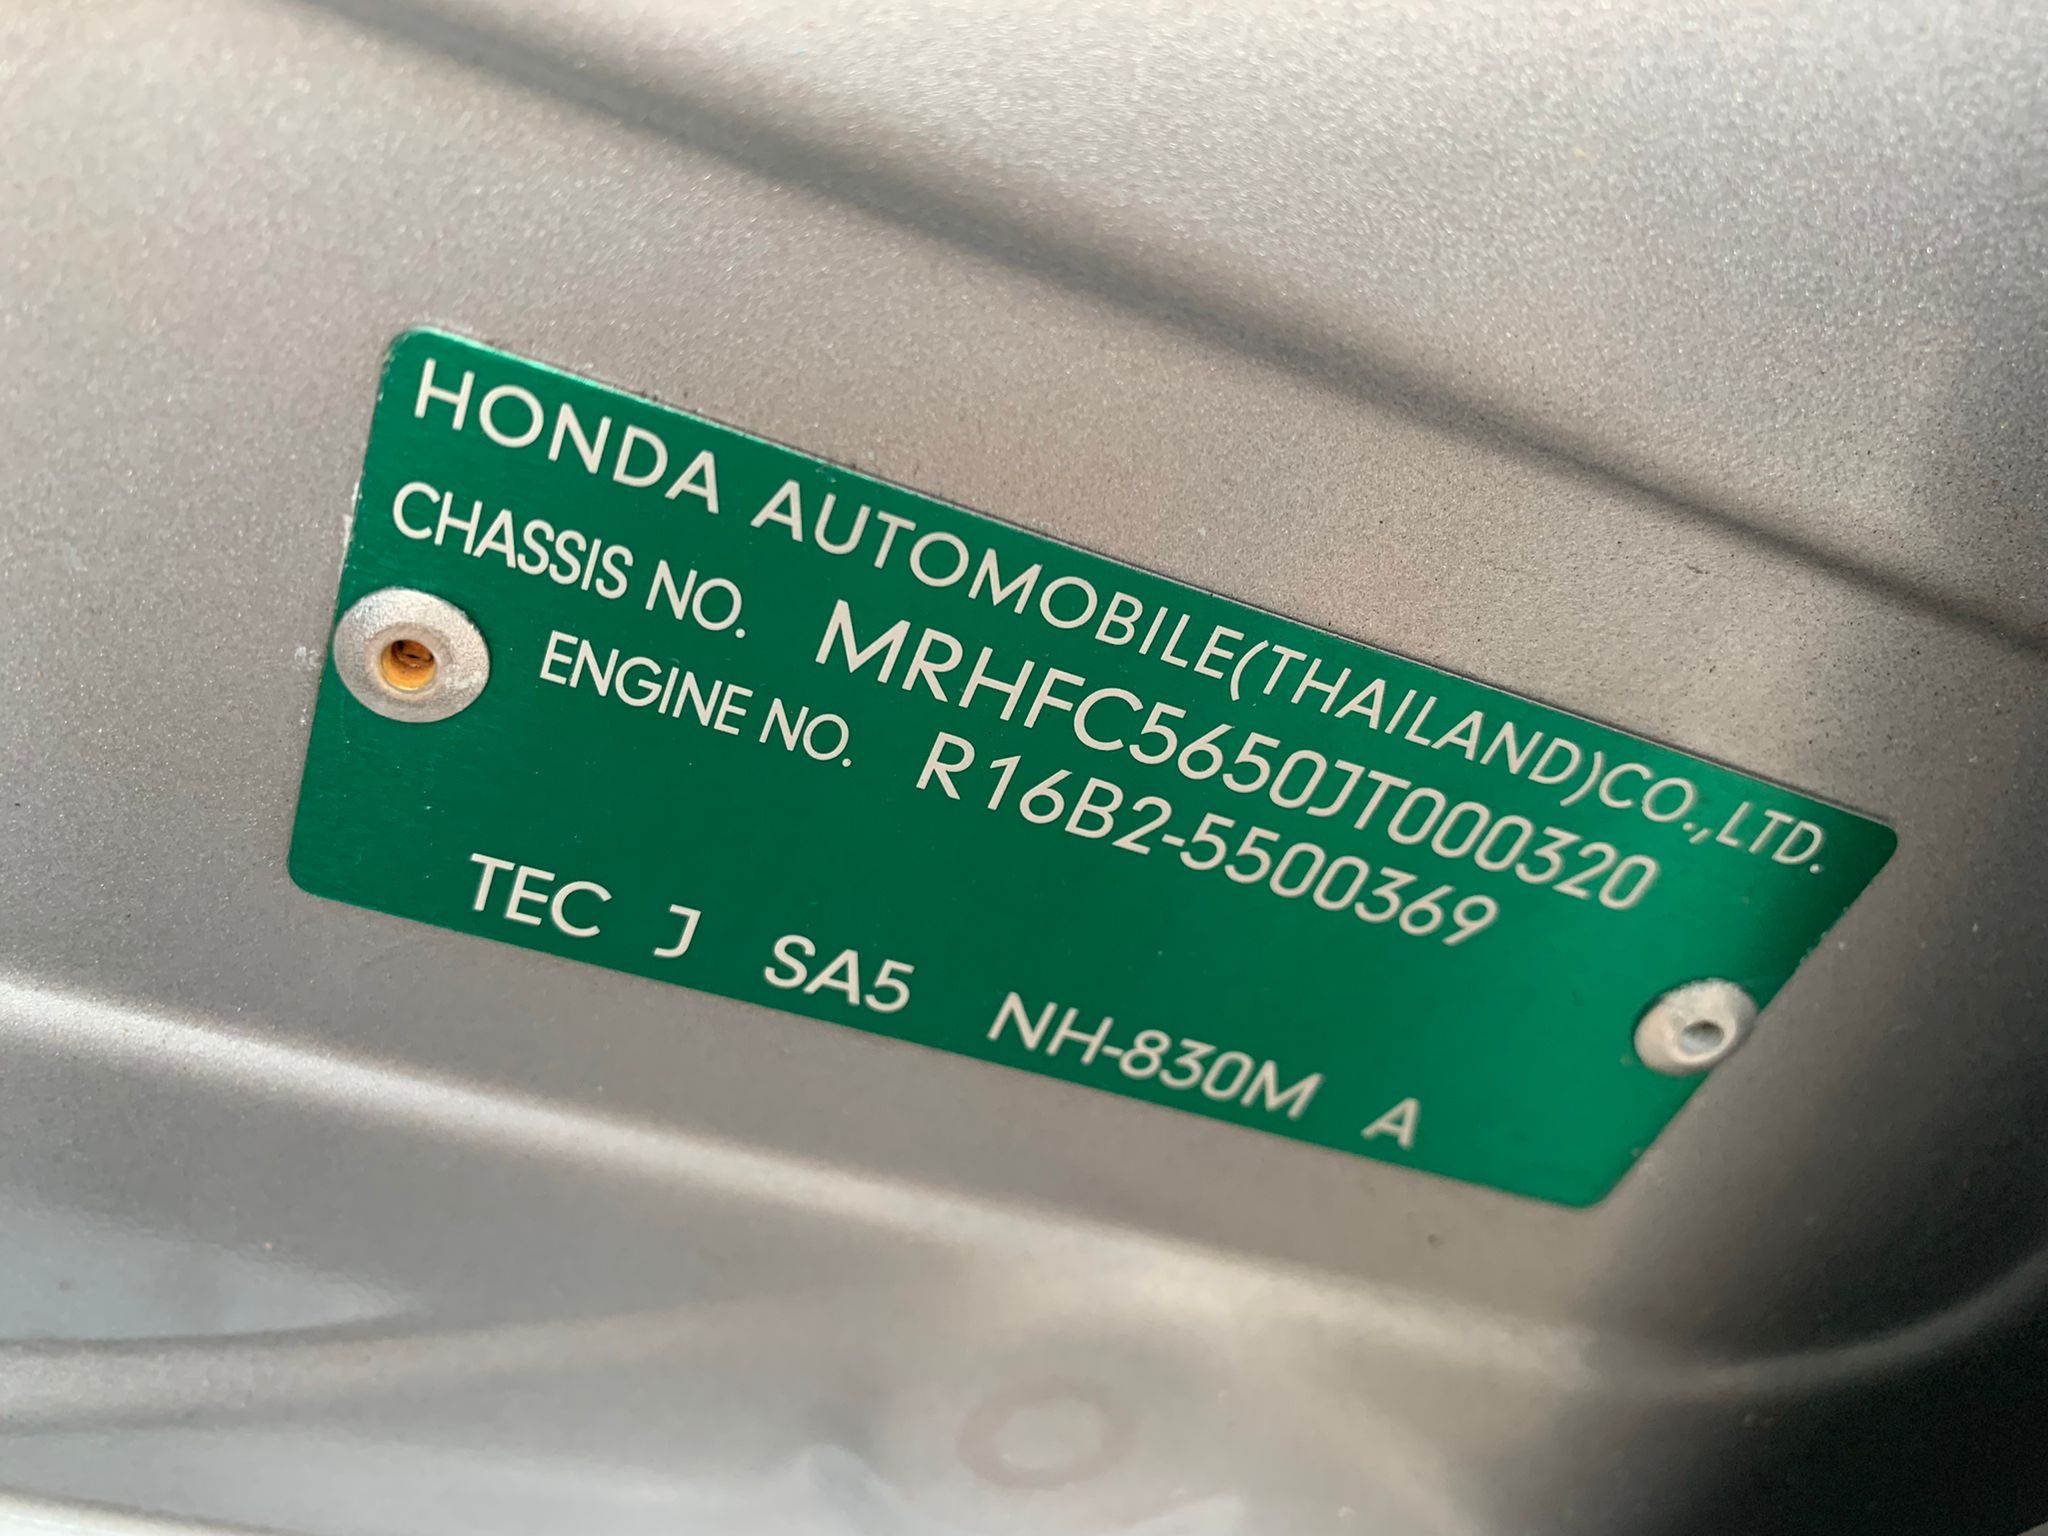 HONDA AUTOMOBILE(THAILAND)CO.,LTD.
CHASSIS NO. MRHFC5650JT000320
ENGINE NO. R16B2-5500369
TEC J SA5 NH-830M A